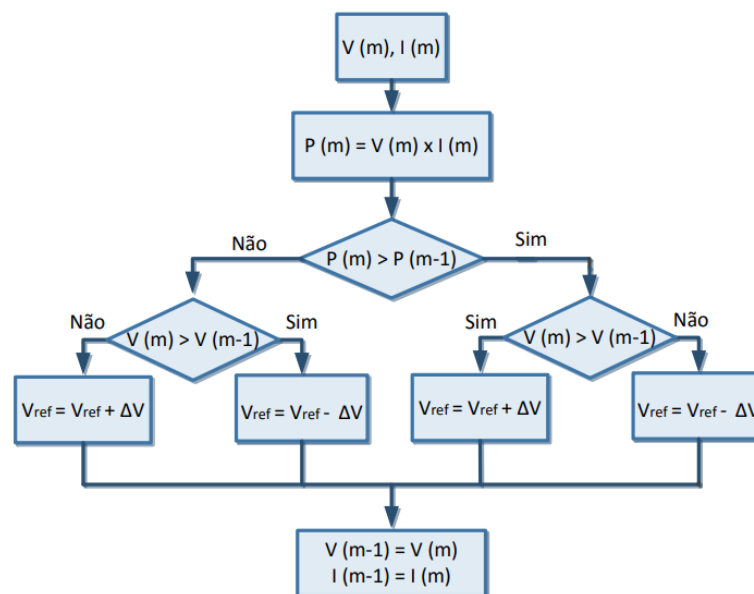 V (m), I (m)
P (m) = V (m) x I (m)
P (m) > P (m-1)
Não
Sim
V (m) > V (m-1)
Não
Sim
V (m) > V (m-1)
Sim
Não
Vref = Vref + ΔV
Vref = Vref - ΔV
Vref = Vref + ΔV
Vref = Vref - ΔV
V (m-1) = V (m)
I (m-1) = I (m)